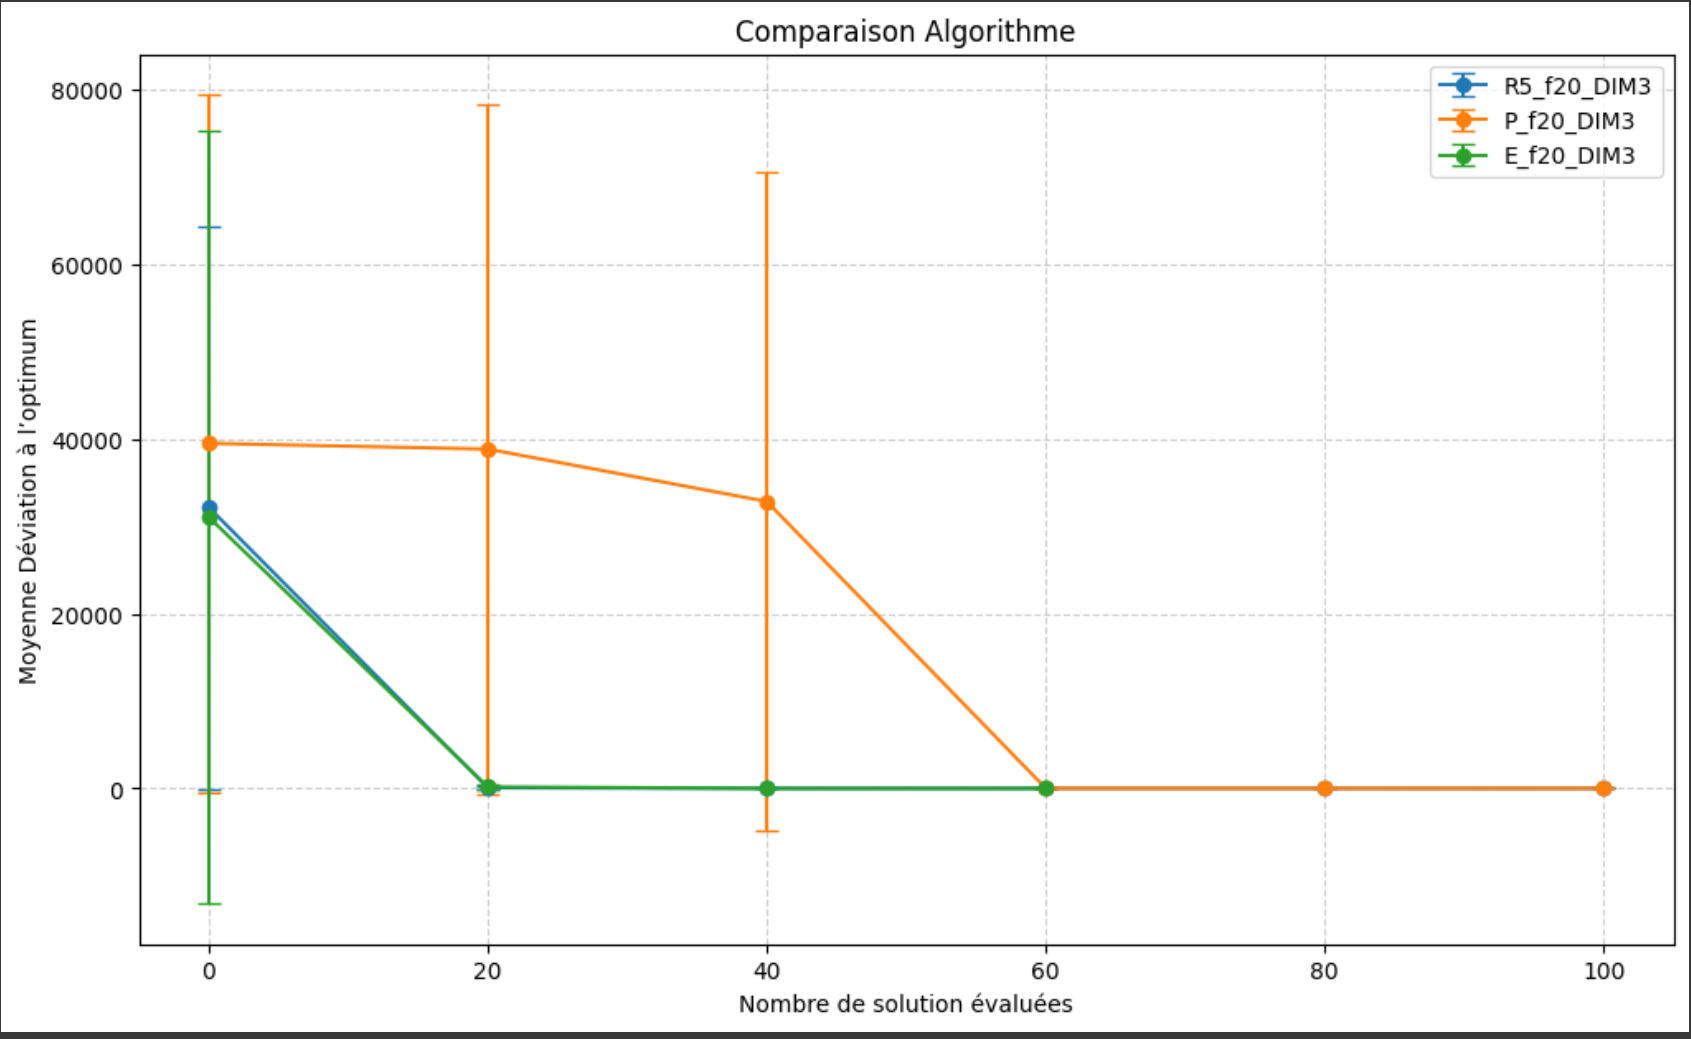 Comparaison Algorithme
R5_f20_DIM3
P_f20_DIM3
E_f20_DIM3
80000
60000
40000
20000
0
Moyenne Déviation à l’optimum
0 20 40 60 80 100
Nombre de solution évaluées